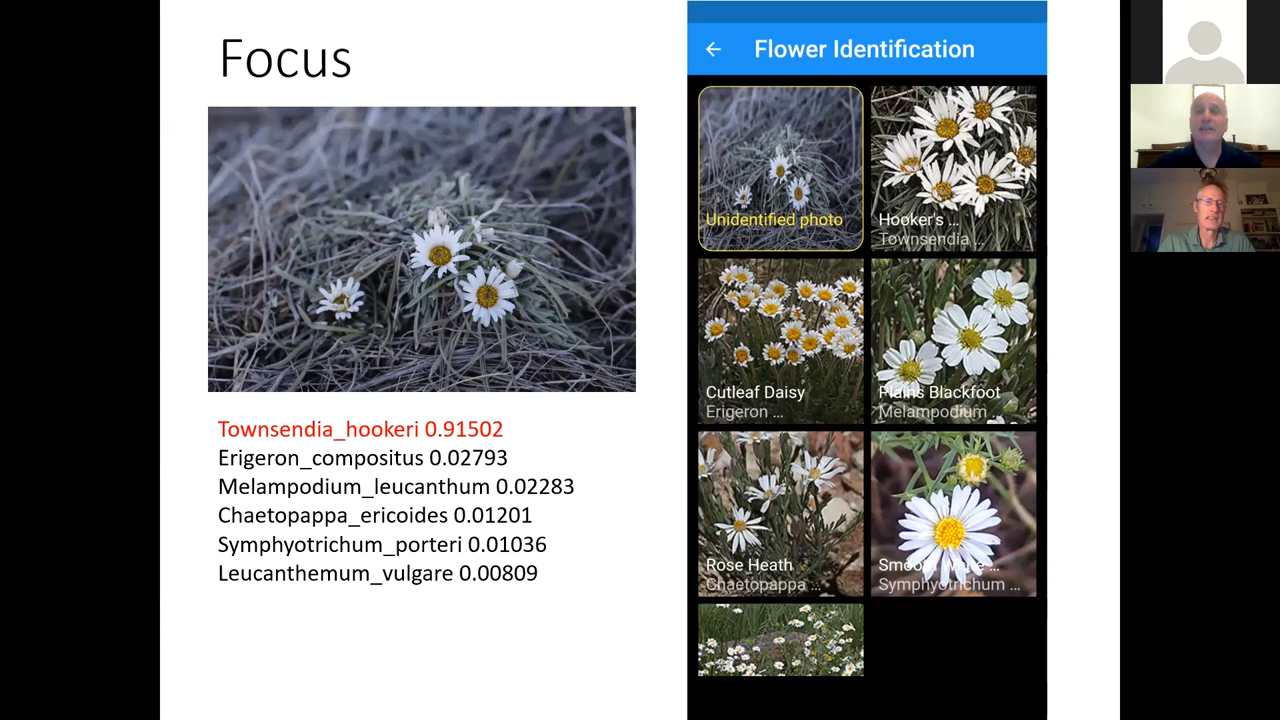 Focus
Townsendia_hookeri 0.91502
Erigeron_compositus 0.02793
Melampodium_leucanthum 0.02283
Chaetopappa_ericoides 0.01201
Symphyotrichum_porteri 0.01036
Leucanthemum_vulgare 0.00809
Flower Identification
Unidentified photo
Hooker's ...
Townsendia ...
Cutleaf Daisy
Erigeron ...
Plains Blackfoot
Melampodium ...
Rose Heath
Chaetopappa ...
Smooth White ...
Symphyotrichum ...